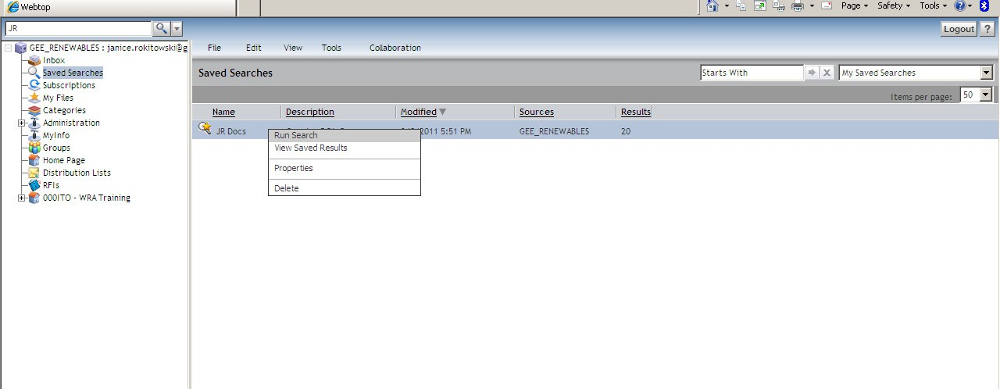 Webtop
Page Safety Tools ?
JR
Logout ?
GEE_RENEWABLES : janice.rokitowski@g
Inbox
Saved Searches
Subscriptions
My Files
Categories
Administration
MyInfo
Groups
Home Page
Distribution Lists
RFIs
000ITO - WRA Training
File Edit View Tools Collaboration
Saved Searches Starts With My Saved Searches
Items per page: 50
Name Description Modified Sources Results
JR Docs 2011 5:51 PM GEE_RENEWABLES 20
Run Search
View Saved Results
Properties
Delete